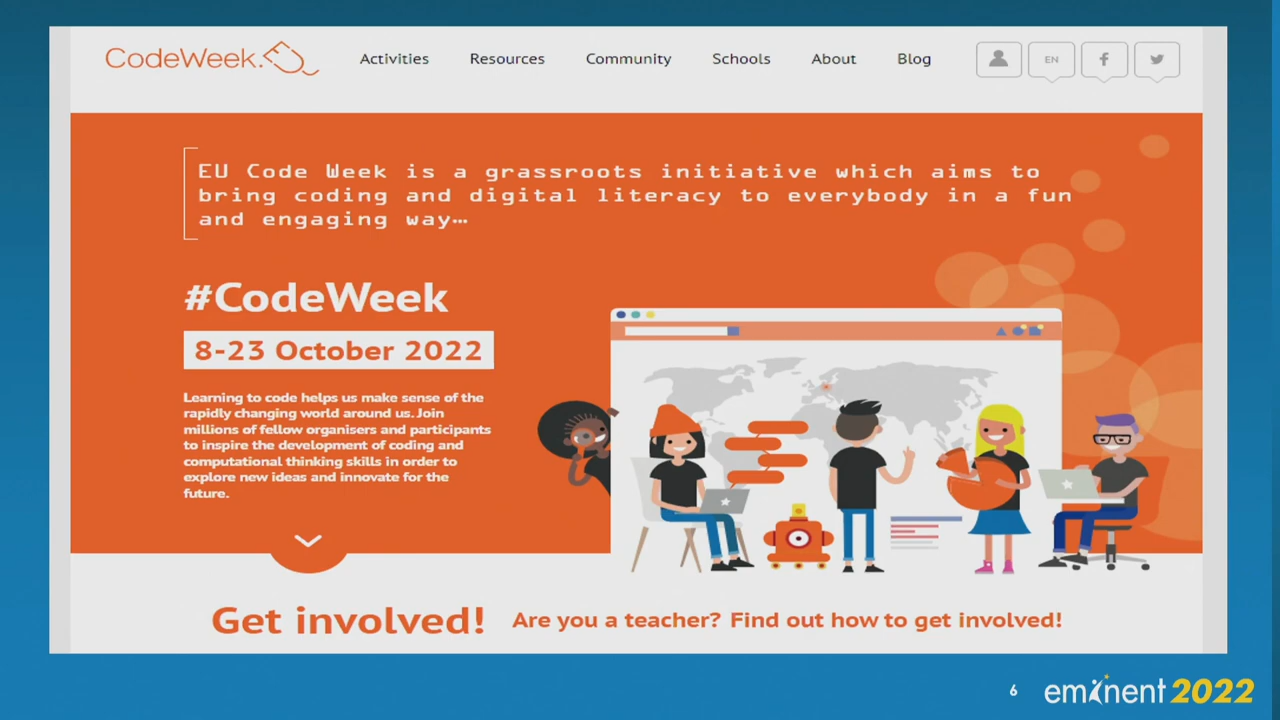 CodeWeek.
Activities Resources Community Schools About Blog EN
EU Code Week is a grassroots initiative which aims to
bring coding and digital literacy to everybody in a fun
and engaging way…
#CodeWeek
8-23 October 2022
Learning to code helps us make sense of the
rapidly changing world around us. Join
millions of fellow organisers and participants
to inspire the development of coding and
computational thinking skills in order to
explore new ideas and innovate for the
future.
Get involved! Are you a teacher? Find out how to get involved!
6 eminent 2022